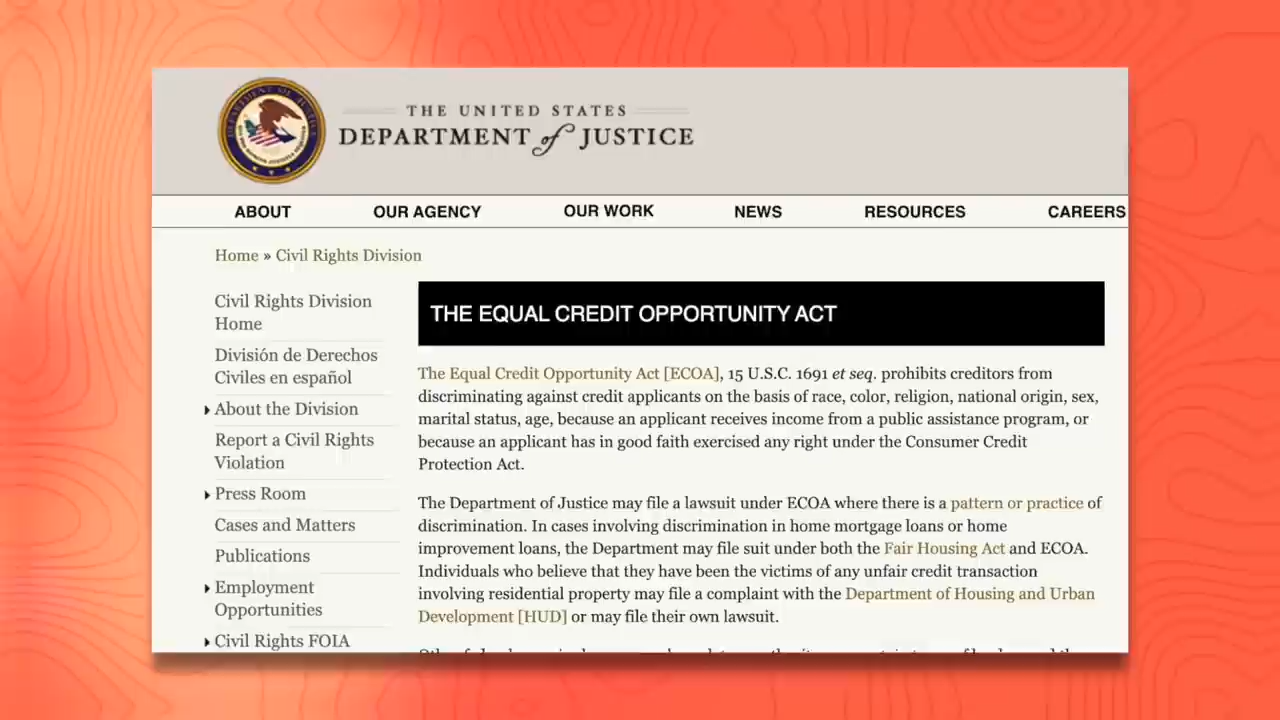 THE UNITED STATES
DEPARTMENT of JUSTICE
ABOUT OUR AGENCY OUR WORK NEWS RESOURCES CAREERS
Home » Civil Rights Division
Civil Rights Division
Home
División de Derechos
Civiles en español
About the Division
Report a Civil Rights
Violation
Press Room
Cases and Matters
Publications
Employment
Opportunities
Civil Rights FOIA
THE EQUAL CREDIT OPPORTUNITY ACT
The Equal Credit Opportunity Act [ECOA], 15 U.S.C. 1691 et seq. prohibits creditors from
discriminating against credit applicants on the basis of race, color, religion, national origin, sex,
marital status, age, because an applicant receives income from a public assistance program, or
because an applicant has in good faith exercised any right under the Consumer Credit
Protection Act.
The Department of Justice may file a lawsuit under ECOA where there is a pattern or practice of
discrimination. In cases involving discrimination in home mortgage loans or home
improvement loans, the Department may file suit under both the Fair Housing Act and ECOA.
Individuals who believe that they have been the victims of any unfair credit transaction
involving residential property may file a complaint with the Department of Housing and Urban
Development [HUD] or may file their own lawsuit.